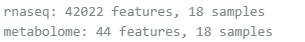 rnaseq: 42022 features, 18 samples
metabolome: 44 features, 18 samples